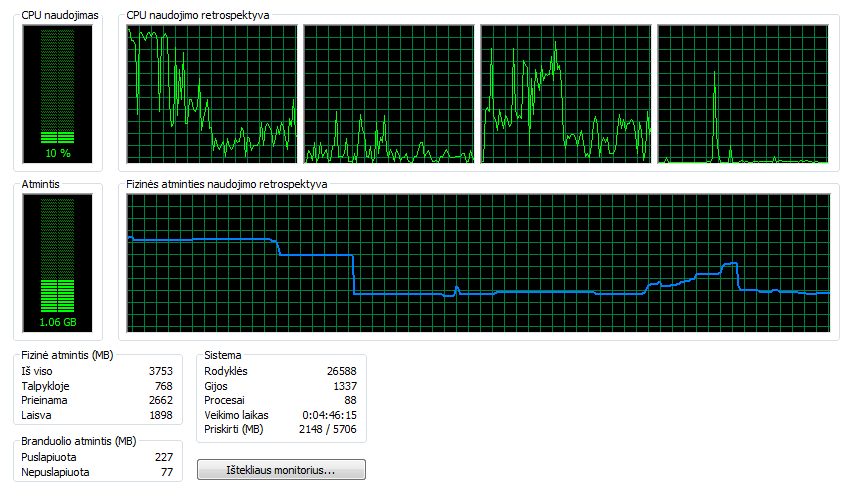 CPU naudojimas
CPU naudojimo retrospektyva
10 %
Atmintis
Fizinės atminties naudojimo retrospektyva
1.06 GB
Fizinė atmintis (MB)
Iš viso 3753
Talpykloje 768
Prieinama 2662
Laisva 1898
Branduolio atmintis (MB)
Puslapiuota 227
Nepuslapiuota 77
Sistema
Rodyklės 26588
Gijos 1337
Procesai 88
Veikimo laikas 0:04:46:15
Priskirti (MB) 2148 / 5706
Ištekliaus monitorius...